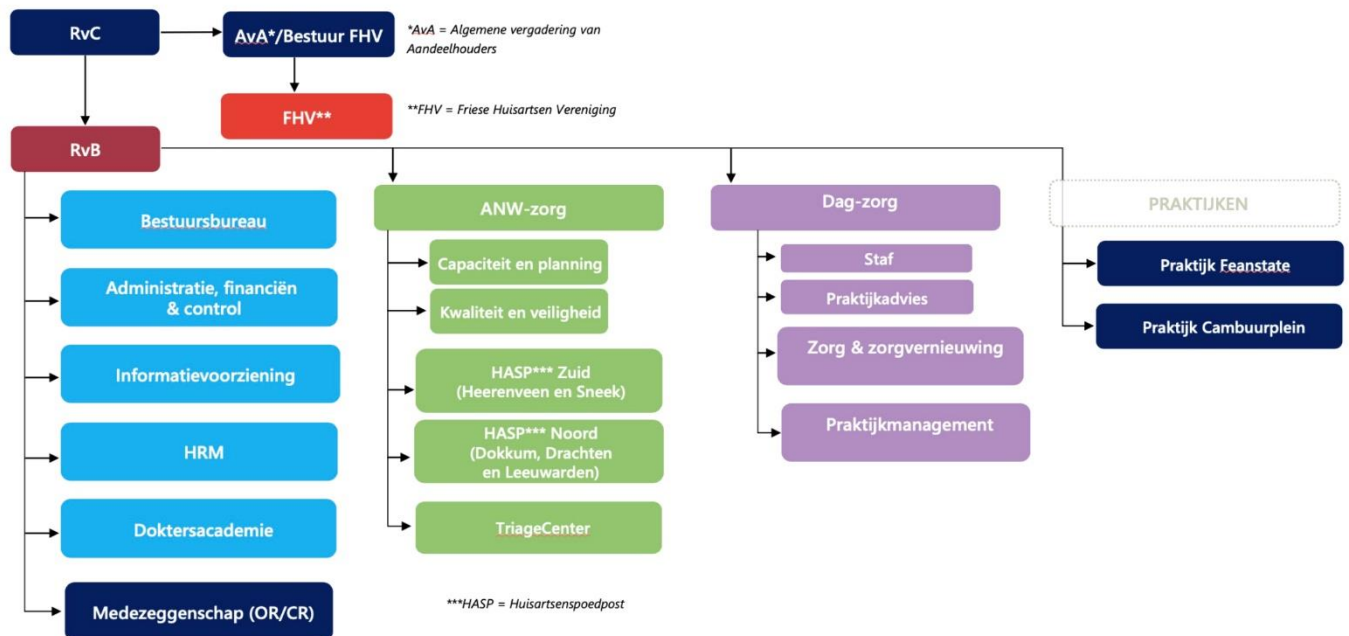 RvC
AvA*/Bestuur FHV
*AvA = Algemene vergadering van
Aandeelhouders
FHV**
**FHV = Friese Huisartsen Vereniging
RvB
Bestuursbureau
Administratie, financiën
& control
Informatievoorziening
HRM
Doktersacademie
Medezeggenschap (OR/CR)
ANW-zorg
Capaciteit en planning
Kwaliteit en veiligheid
HASP*** Zuid
(Heerenveen en Sneek)
HASP*** Noord
(Dokkum, Drachten
en Leeuwarden)
TriageCenter
***HASP = Huisartsenspoedpost
Dag-zorg
Staf
Praktijkadvies
Zorg & zorgvernieuwing
Praktijkmanagement
PRAKTIJKEN
Praktijk Feanstate
Praktijk Cambuurplein